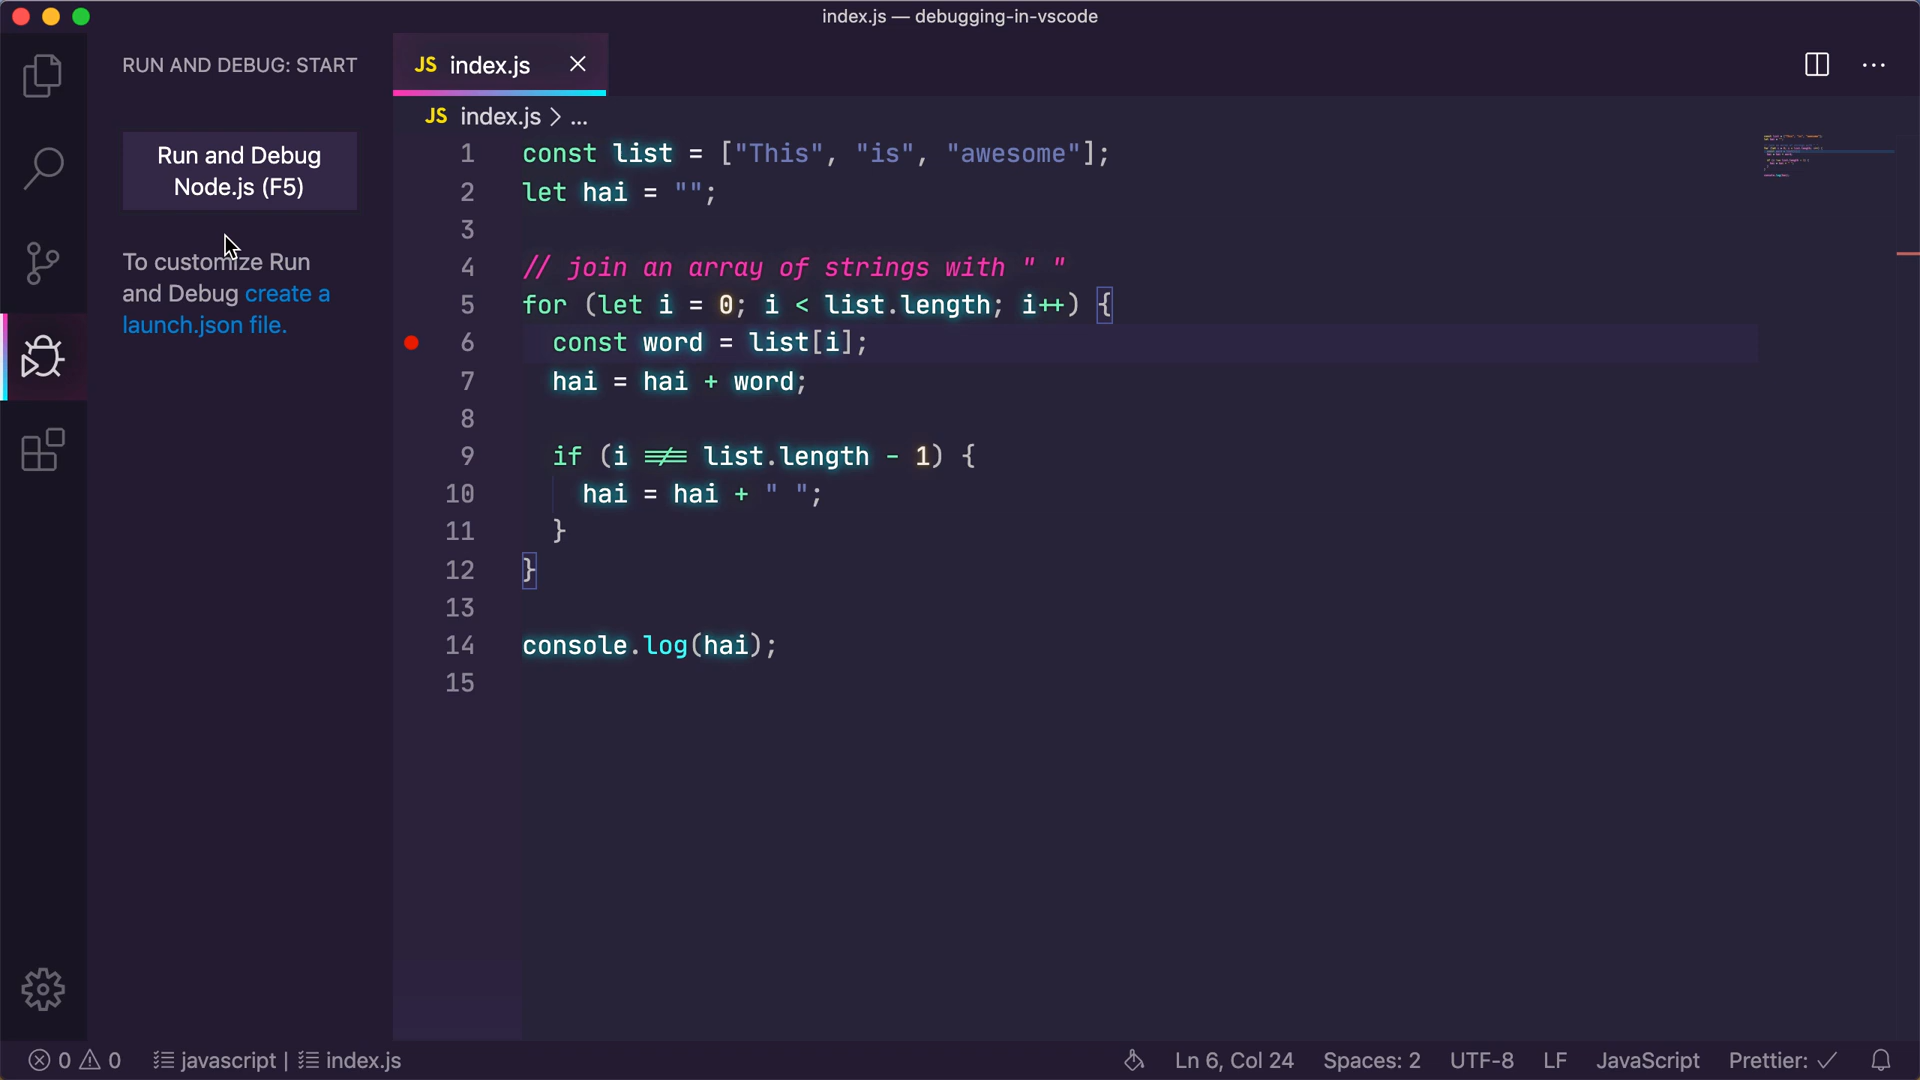 index.js — debugging-in-vscode
RUN AND DEBUG: START
Run and Debug
Node.js (F5)
To customize Run
and Debug create a
launch.json file.
JS index.js
JS index.js > ...
1 const list = ["This", "is", "awesome"];
2 let hai = "";
3
4 // join an array of strings with " "
5 for (let i = 0; i < list.length; i++) {
6 const word = list[i];
7 hai = hai + word;
8
9 if (i !== list.length - 1) {
10 hai = hai + " ";
11 }
12 }
13
14 console.log(hai);
15
0 0 javascript | index.js
Ln 6, Col 24 Spaces: 2 UTF-8 LF JavaScript Prettier: ✓